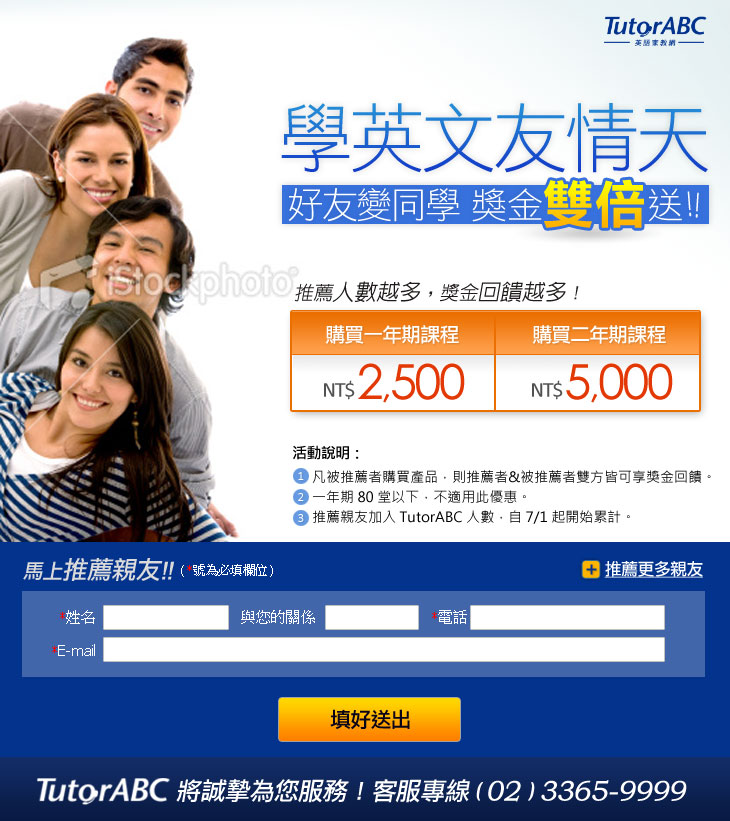 TutorABC
英語家教網
學英文友情天
好友變同學 獎金雙倍送!!
iStockphoto
推薦人數越多，獎金回饋越多！
購買一年期課程 購買二年期課程
NT$2,500 NT$5,000
活動說明：
1 凡被推薦者購買產品，則推薦者&被推薦者雙方皆可享獎金回饋。
2 一年期 80 堂以下，不適用此優惠。
3 推薦親友加入 TutorABC 人數，自 7/1 起開始累計。
馬上推薦親友!! (*號為必填欄位) 推薦更多親友
*姓名 與您的關係 *電話
*E-mail
填好送出
TutorABC 將誠摯為您服務！客服專線 (02) 3365-9999